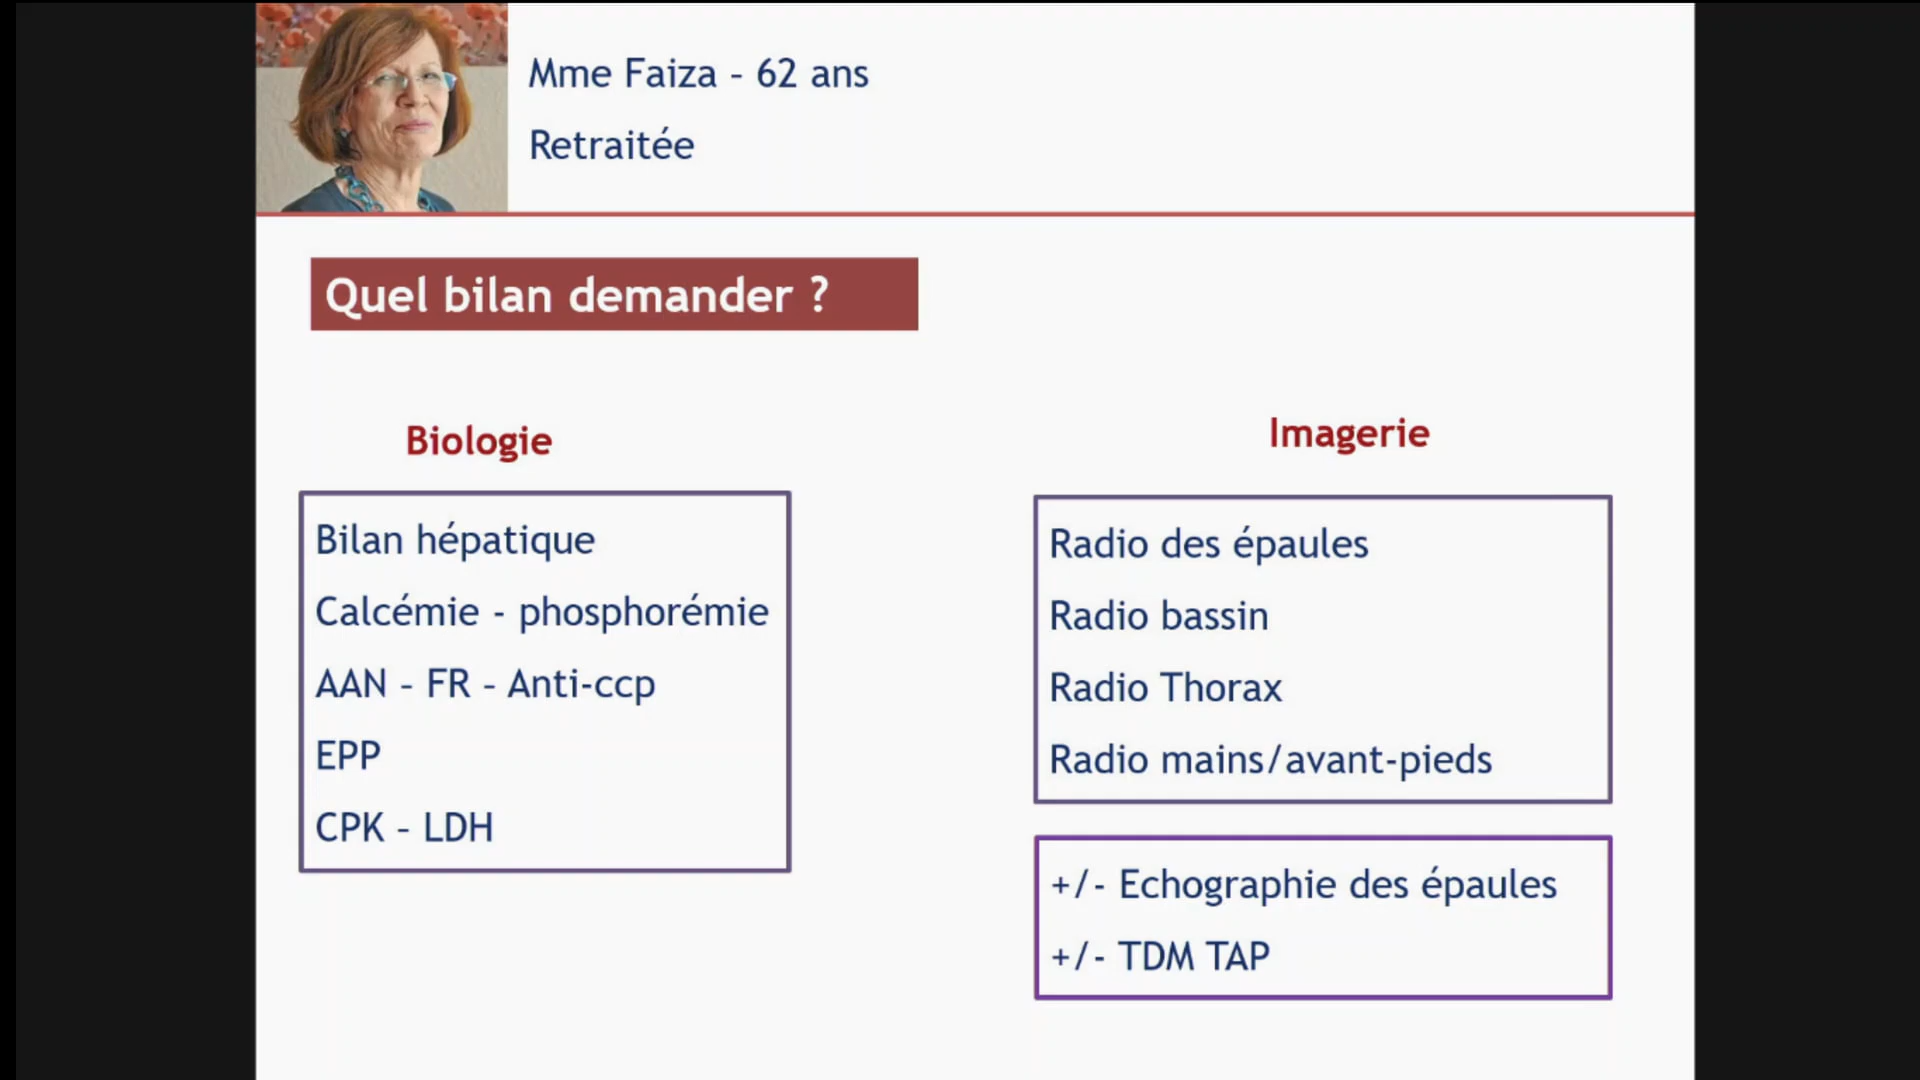 Mme Faiza – 62 ans
Retraitée
Quel bilan demander ?
Biologie
Bilan hépatique
Calcémie - phosphorémie
AAN – FR – Anti-ccp
EPP
CPK – LDH
Imagerie
Radio des épaules
Radio bassin
Radio Thorax
Radio mains/avant-pieds
+/- Echographie des épaules
+/- TDM TAP